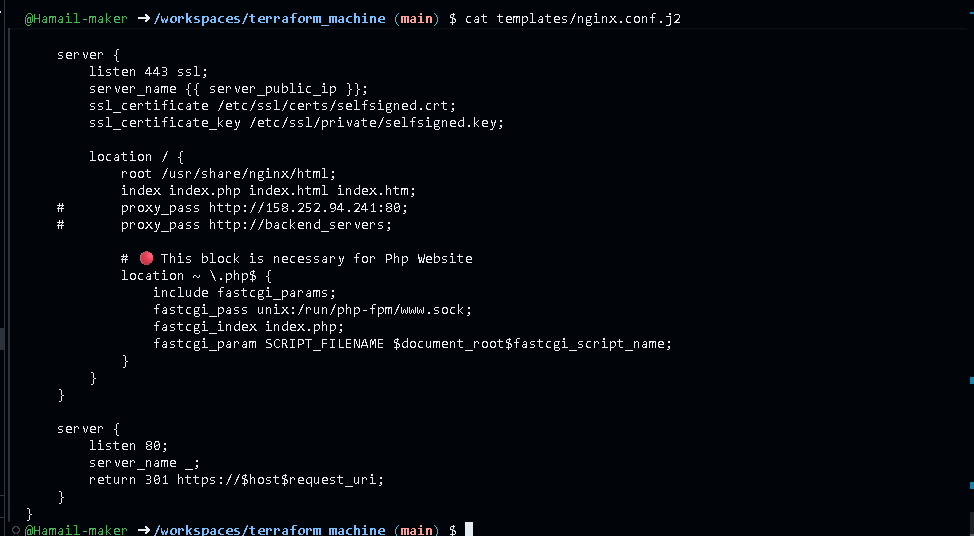 @Hamail-maker ➜ /workspaces/terraform_machine (main) $ cat templates/nginx.conf.j2
    server {
        listen 443 ssl;
        server_name {{ server_public_ip }};
        ssl_certificate /etc/ssl/certs/selfsigned.crt;
        ssl_certificate_key /etc/ssl/private/selfsigned.key;
        location / {
            root /usr/share/nginx/html;
            index index.php index.html index.htm;
    #       proxy_pass http://158.252.94.241:80;
    #       proxy_pass http://backend_servers;
            # 🔴 This block is necessary for Php Website
            location ~ \.php$ {
                include fastcgi_params;
                fastcgi_pass unix:/run/php-fpm/www.sock;
                fastcgi_index index.php;
                fastcgi_param SCRIPT_FILENAME $document_root$fastcgi_script_name;
            }
        }
    }
    server {
        listen 80;
        server_name _;
        return 301 https://$host$request_uri;
    }
}
@Hamail-maker ➜ /workspaces/terraform_machine (main) $